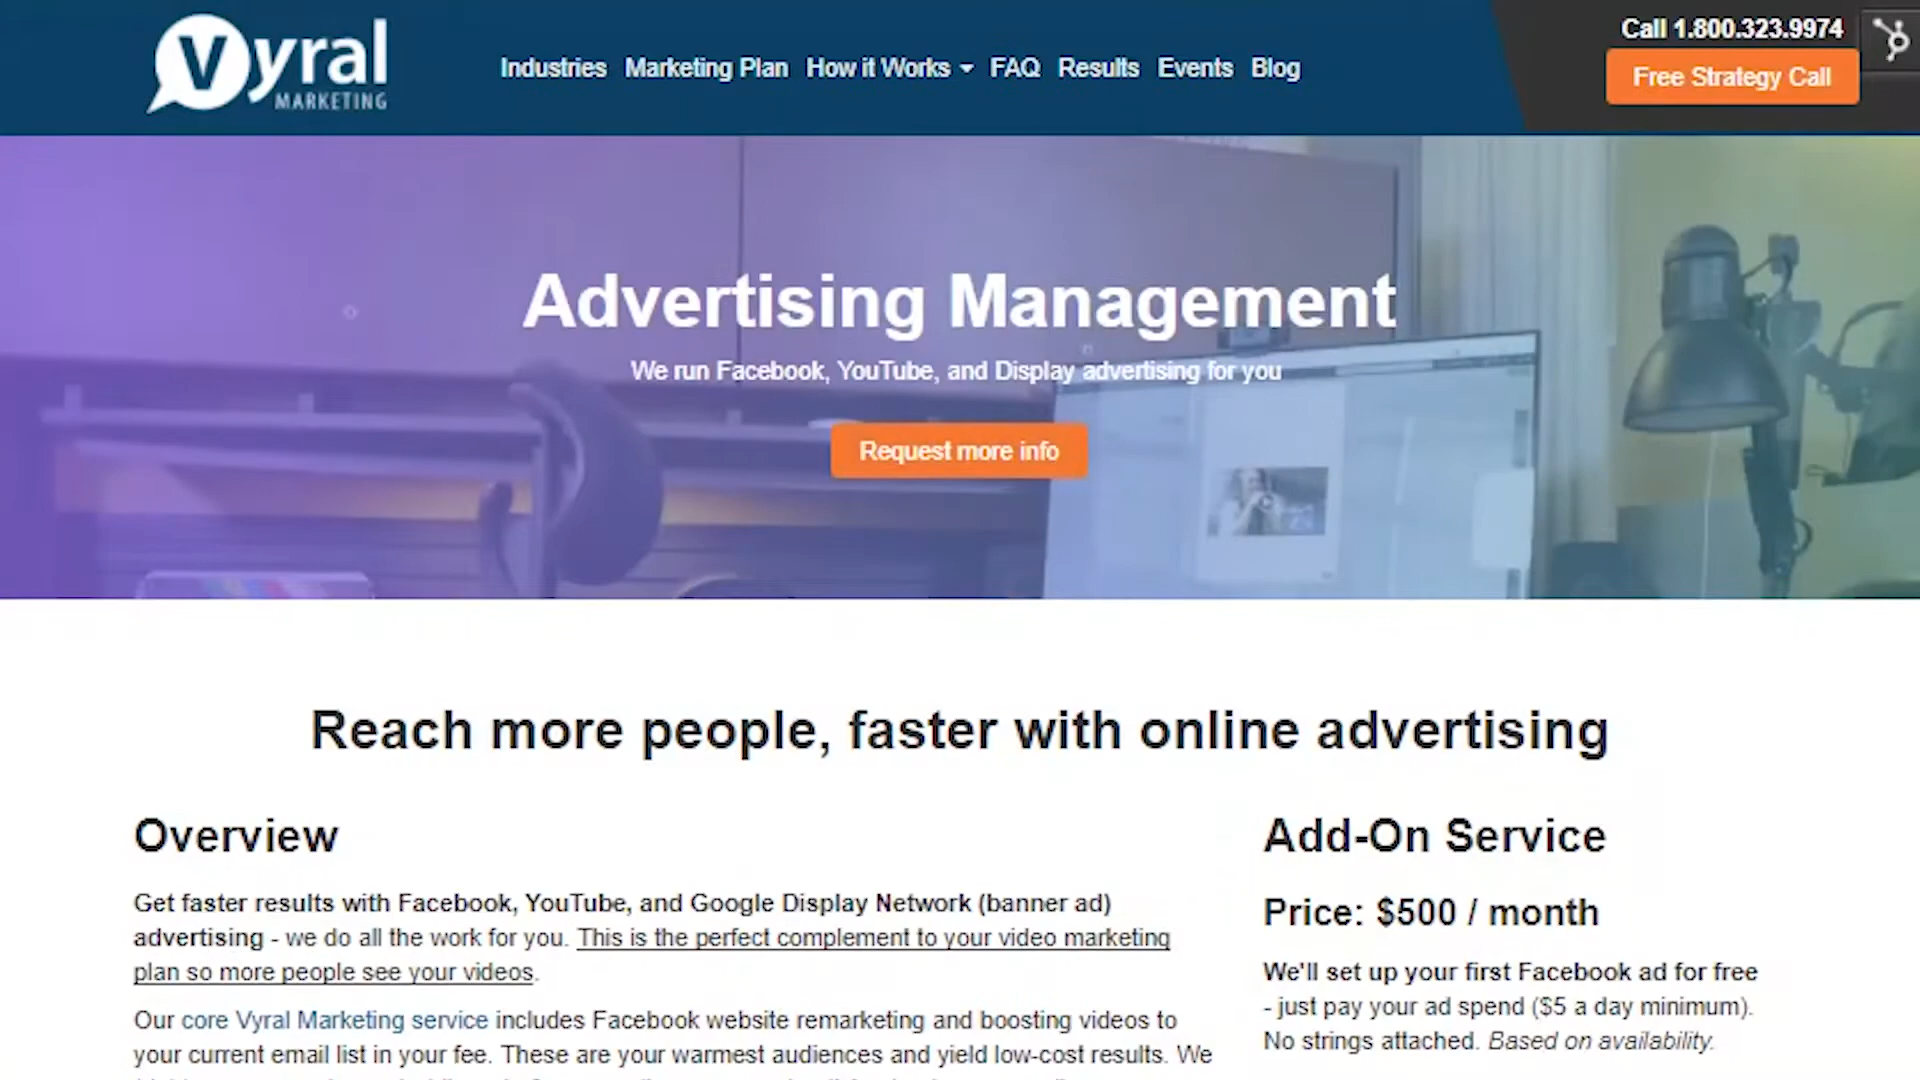 Vyral
MARKETING
Industries Marketing Plan How it Works FAQ Results Events Blog
Call 1.800.323.9974
Free Strategy Call
Advertising Management
We run Facebook, YouTube, and Display advertising for you
Request more info
Reach more people, faster with online advertising
Overview
Get faster results with Facebook, YouTube, and Google Display Network (banner ad)
advertising - we do all the work for you. This is the perfect complement to your video marketing
plan so more people see your videos.
Our core Vyral Marketing service includes Facebook website remarketing and boosting videos to
your current email list in your fee. These are your warmest audiences and yield low-cost results. We
Add-On Service
Price: $500 / month
We'll set up your first Facebook ad for free
- just pay your ad spend ($5 a day minimum).
No strings attached. Based on availability.